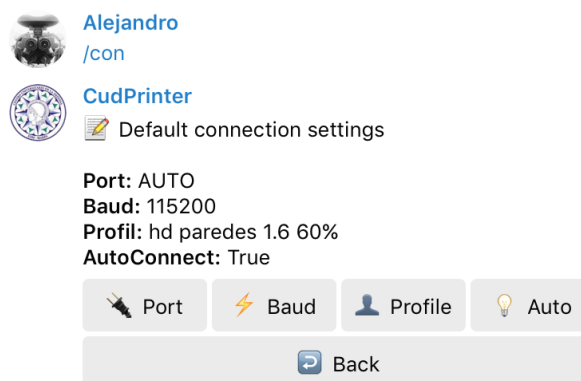 Alejandro
/con
CudPrinter
Default connection settings
Port: AUTO
Baud: 115200
Profil: hd paredes 1.6 60%
AutoConnect: True
Port Baud Profile Auto
Back